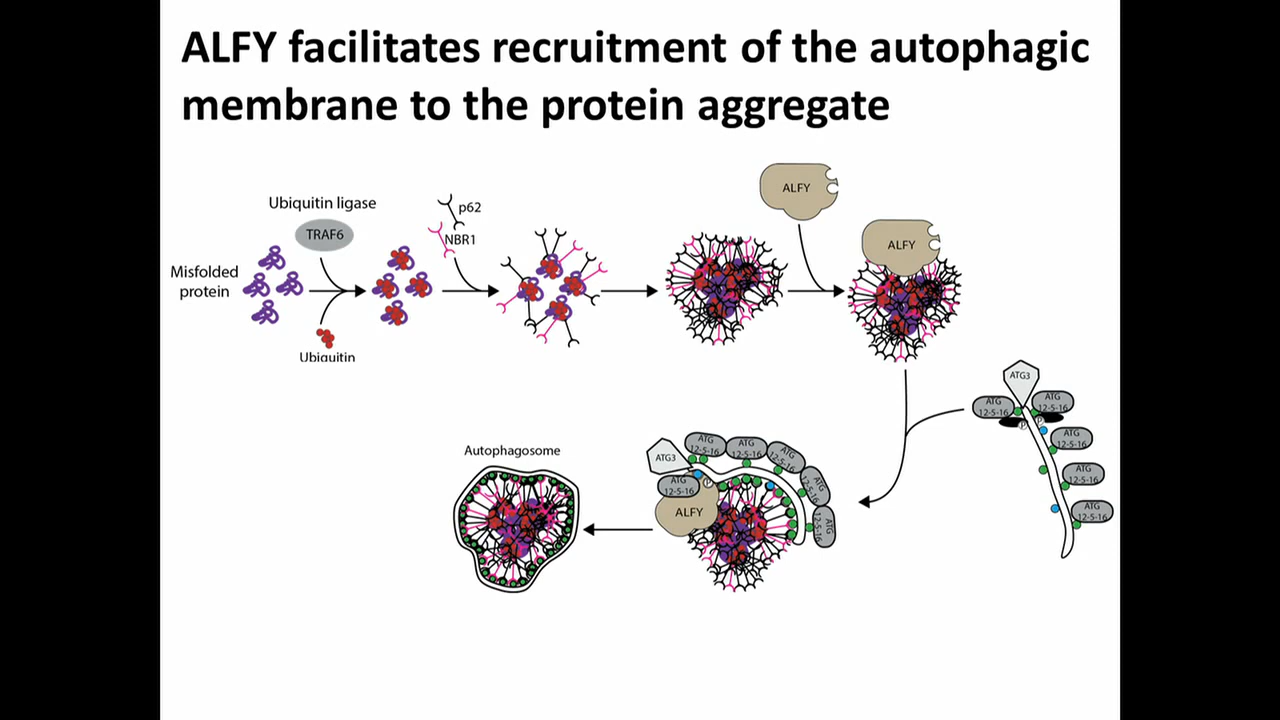 ALFY facilitates recruitment of the autophagic
membrane to the protein aggregate
Ubiquitin ligase
TRAF6
p62
NBR1
Misfolded
protein
Ubiquitin
ALFY
ALFY
ATG3
ATG
12-5-16
ATG
12-5-16
P
P
ATG
12-5-16
ATG
12-5-16
ATG
12-5-16
Autophagosome
ATG3
ATG
12-5-16
ATG
12-5-16
ATG
12-5-16
ATG
12-5-16
ATG
12-5-16
ATG
12-5-16
P
ALFY